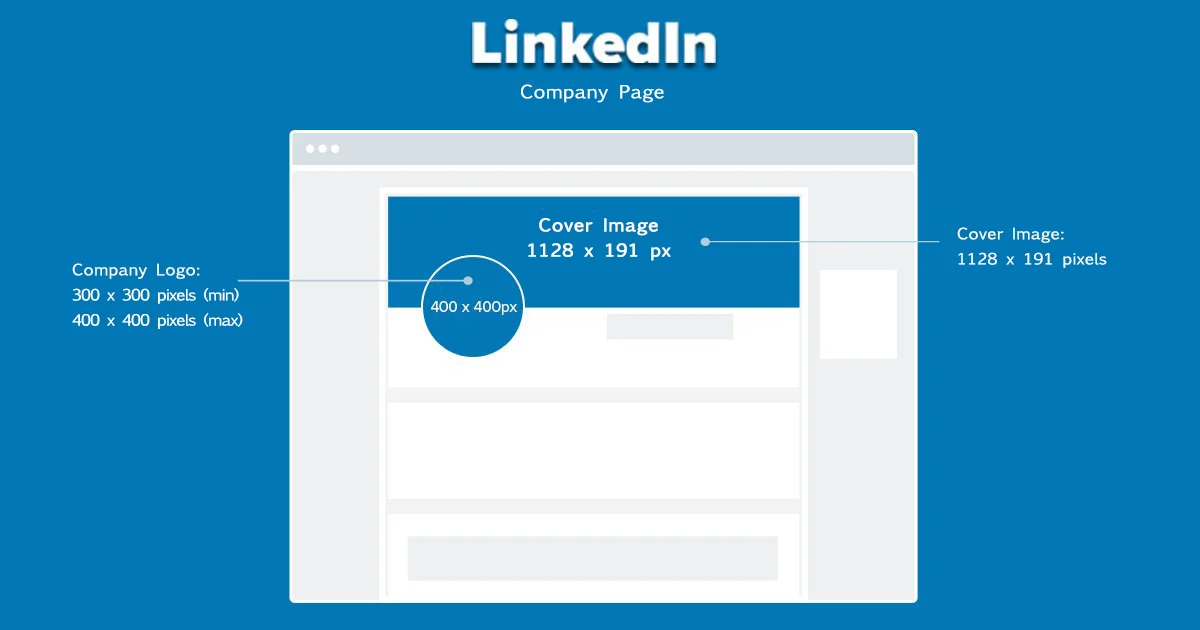 LinkedIn
Company Page
Cover Image
1128 x 191 px
Cover Image:
1128 x 191 pixels
Company Logo:
300 x 300 pixels (min)
400 x 400 pixels (max)
400 x 400px